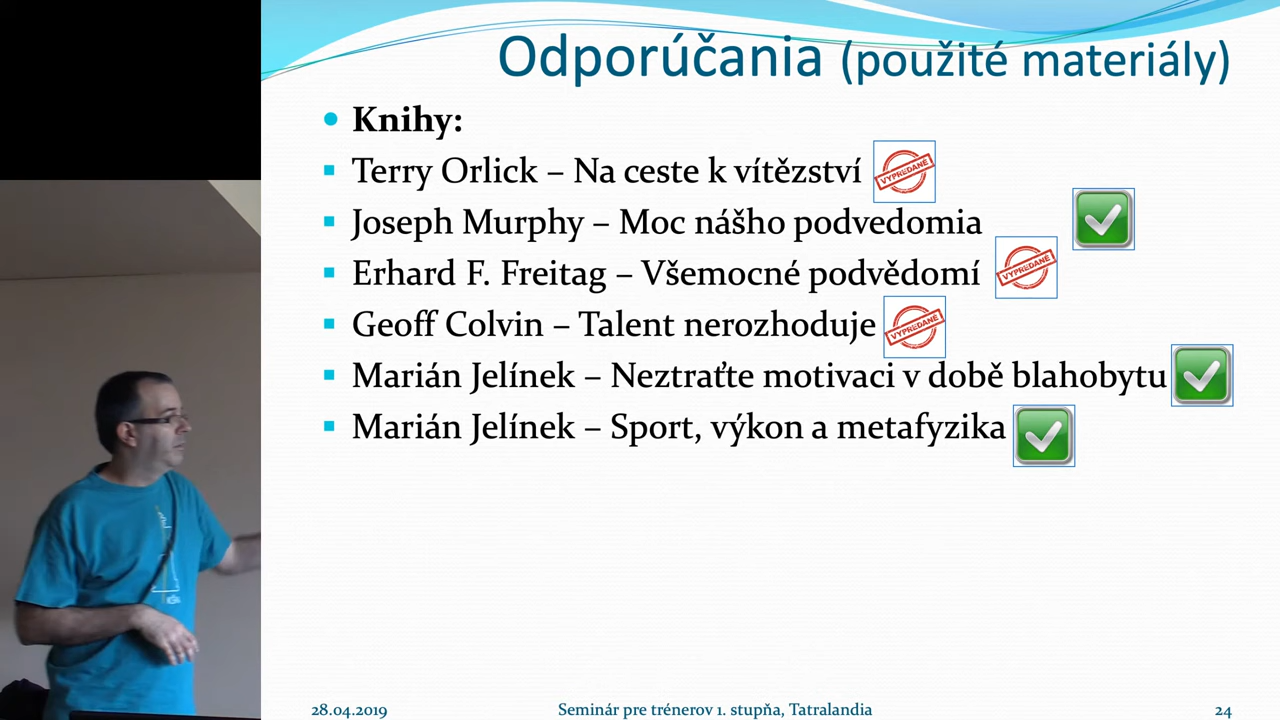 Odporúčania (použité materiály)
Knihy:
Terry Orlick – Na ceste k vítězství
VYPREDANÉ
Joseph Murphy – Moc nášho podvedomia
Erhard F. Freitag – Všemocné podvědomí
VYPREDANÉ
Geoff Colvin – Talent nerozhoduje
VYPREDANÉ
Marián Jelínek – Neztraťte motivaci v době blahobytu
Marián Jelínek – Sport, výkon a metafyzika
28.04.2019
Seminár pre trénerov 1. stupňa, Tatralandia
24